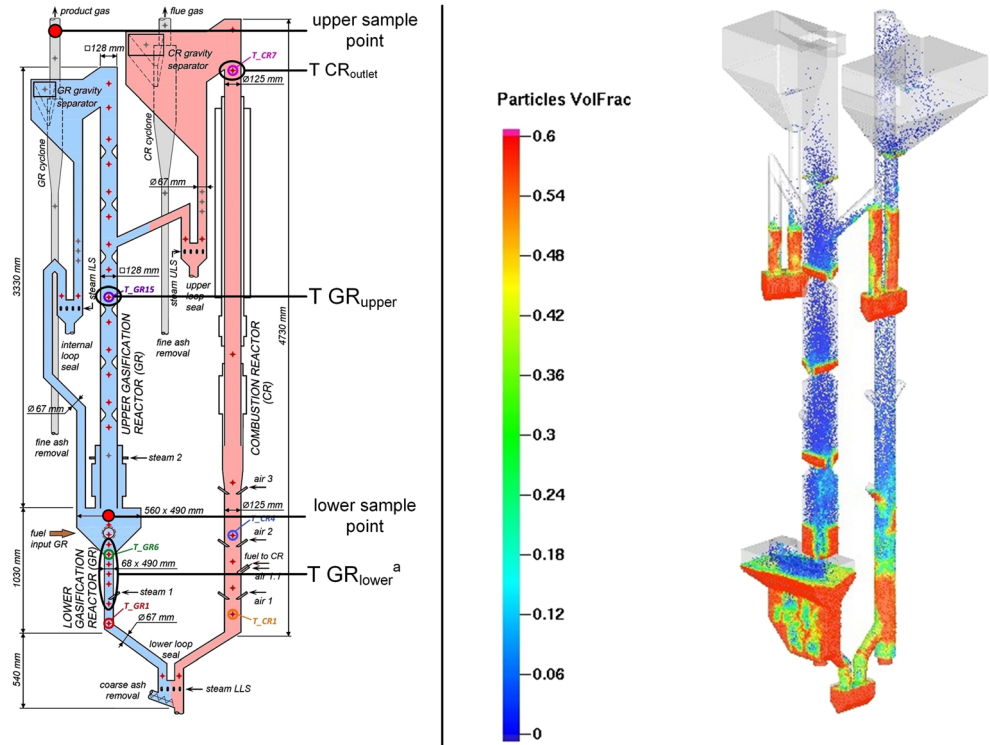 product gas
flue gas
upper sample
point
□128 mm
T_CR7
T CRoutlet
CR gravity
separator
Ø125 mm
GR gravity
separator
GR cyclone
CR cyclone
Ø 67 mm
3330 mm
steam ILS
steam ULS
□128 mm
T_GR15
upper
loop
seal
T GRupper
4730 mm
internal
loop
seal
fine ash
removal
UPPER GASIFICATION
REACTOR (GR)
COMBUSTION REACTOR
(CR)
Ø 67 mm
fine ash
removal
steam 2
air 3
560 x 490 mm
Ø125 mm
lower sample
point
T_CR4
fuel
input GR
air 2
T_GR6
fuel to CR
68 x 490 mm
air 1.1
T GRlower a
1030 mm
LOWER
GASIFICATION
REACTOR (GR)
steam 1
air 1
T_GR1
T_CR1
Ø67 mm
lower loop
seal
540 mm
coarse ash
removal
steam LLS
Particles VolFrac
0.6
0.54
0.48
0.42
0.36
0.3
0.24
0.18
0.12
0.06
0